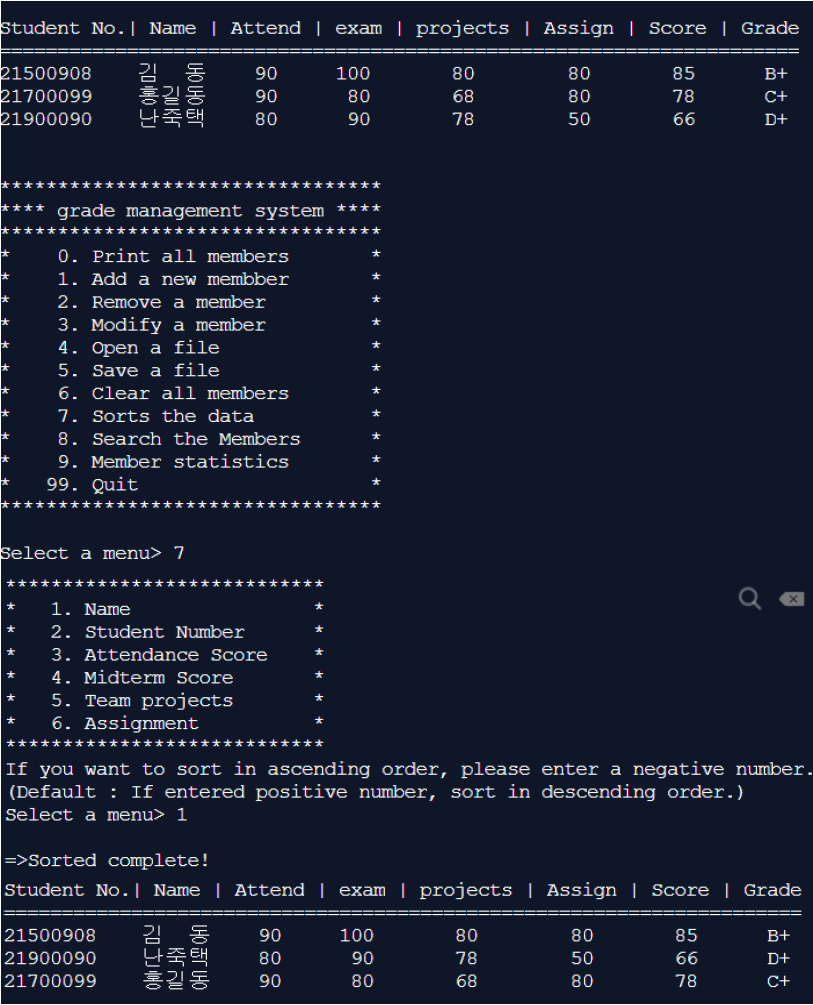 Student No.| Name | Attend | exam | projects | Assign | Score | Grade
=====================================================================
21500908 김 동 90 100 80 80 85 B+
21700099 홍길동 90 80 68 80 78 C+
21900090 난죽택 80 90 78 50 66 D+
*********************************
**** grade management system ****
*********************************
* 0. Print all members *
* 1. Add a new membber *
* 2. Remove a member *
* 3. Modify a member *
* 4. Open a file *
* 5. Save a file *
* 6. Clear all members *
* 7. Sorts the data *
* 8. Search the Members *
* 9. Member statistics *
* 99. Quit *
*********************************
Select a menu> 7
****************************
* 1. Name *
* 2. Student Number *
* 3. Attendance Score *
* 4. Midterm Score *
* 5. Team projects *
* 6. Assignment *
****************************
If you want to sort in ascending order, please enter a negative number.
(Default : If entered positive number, sort in descending order.)
Select a menu> 1
=>Sorted complete!
Student No.| Name | Attend | exam | projects | Assign | Score | Grade
=====================================================================
21500908 김 동 90 100 80 80 85 B+
21900090 난죽택 80 90 78 50 66 D+
21700099 홍길동 90 80 68 80 78 C+